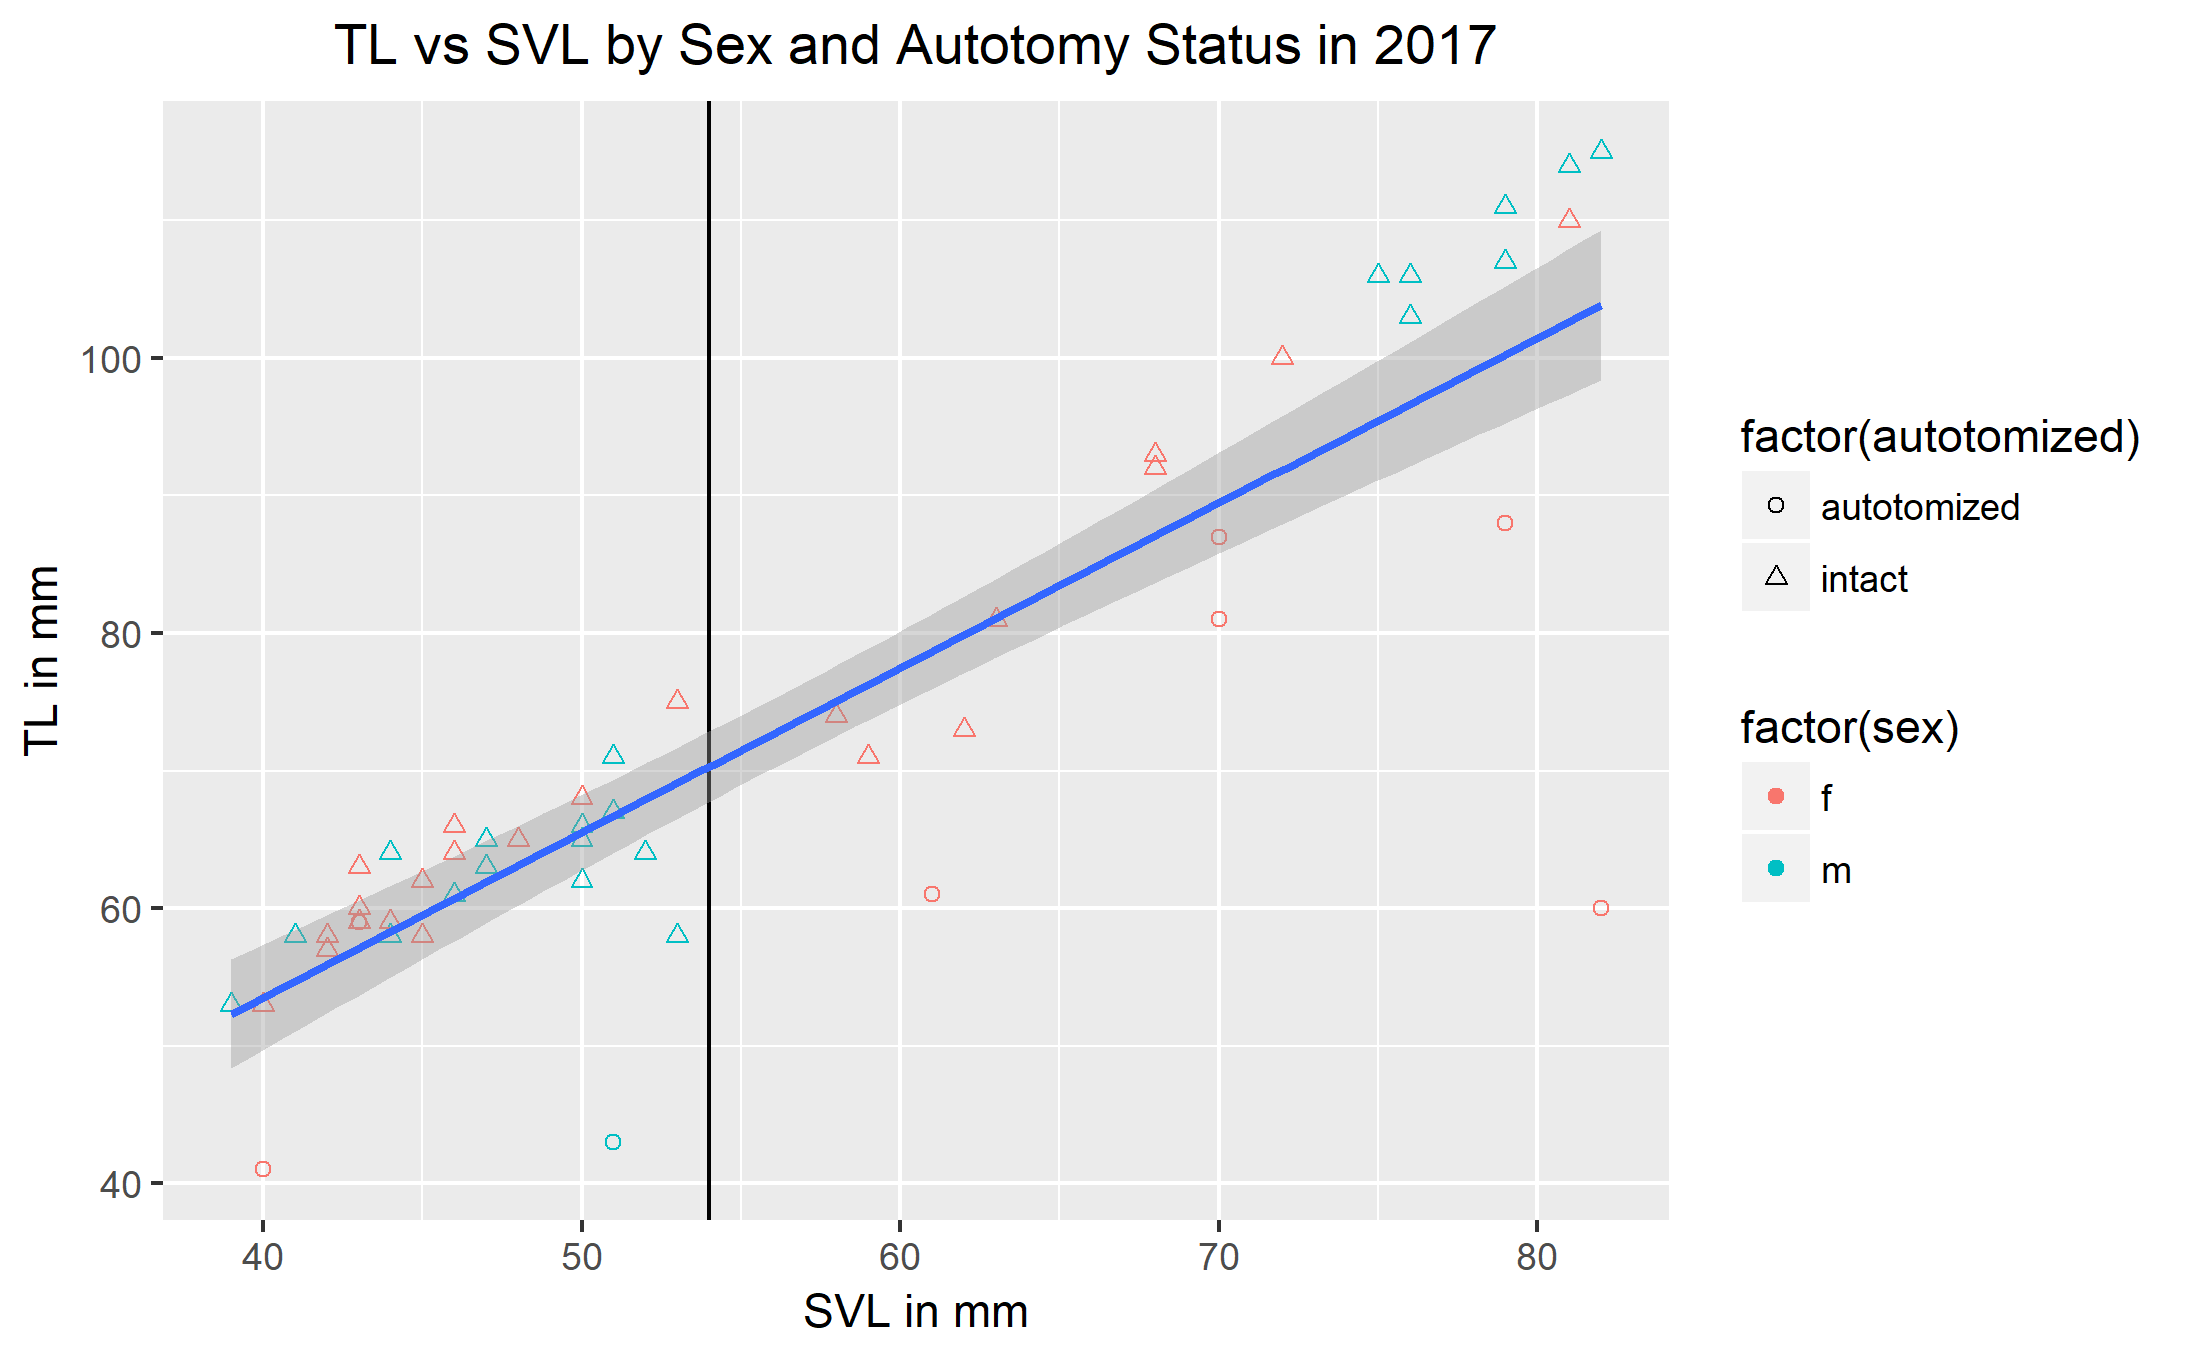 TL vs SVL by Sex and Autotomy Status in 2017
TL in mm
100
80
60
40
40 50 60 70 80
SVL in mm
factor(autotomized)
autotomized
intact
factor(sex)
f
m